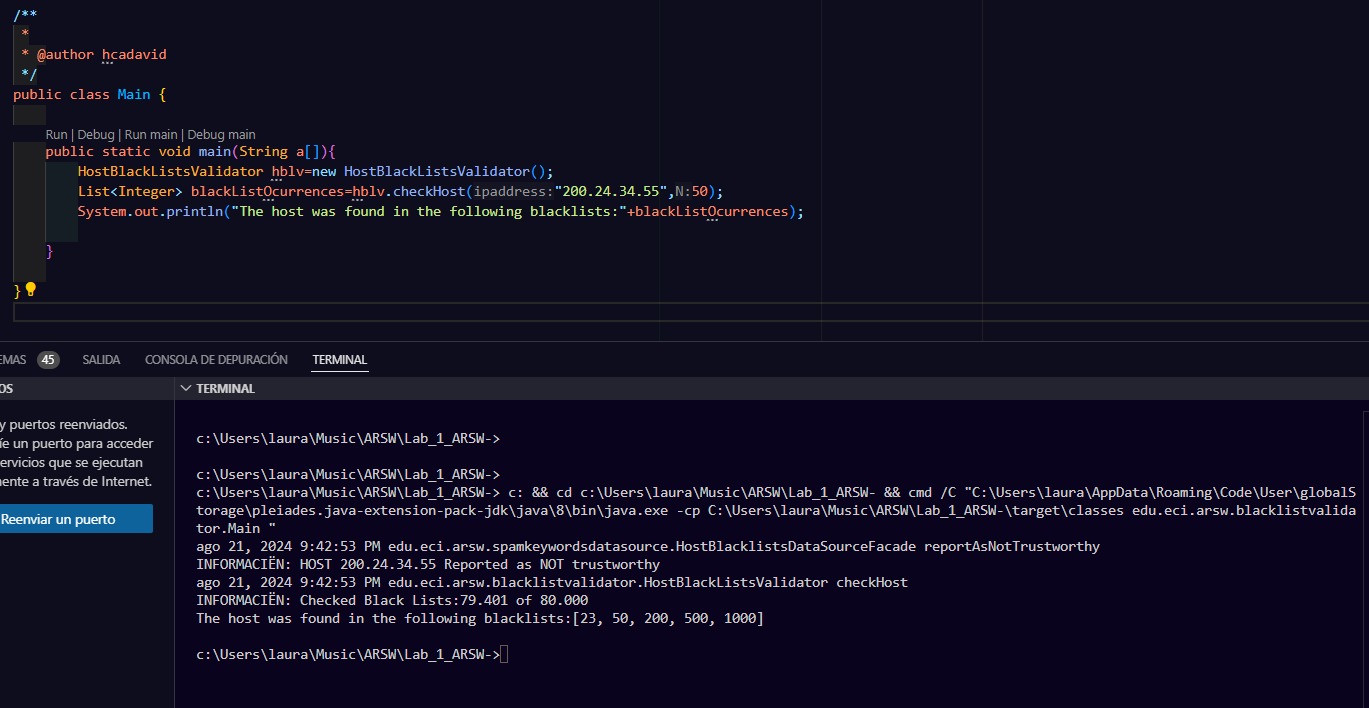 /**
*
* @author hcadavid
*/
public class Main {
Run | Debug | Run main | Debug main
public static void main(String a[]){
HostBlackListsValidator hblv=new HostBlackListsValidator();
List<Integer> blackListOcurrences=hblv.checkHost(ipaddress:"200.24.34.55",N:50);
System.out.println("The host was found in the following blacklists:"+blackListOcurrences);
}
}
EMAS 45 SALIDA CONSOLA DE DEPURACIÓN TERMINAL
OS
TERMINAL
y puertos reenviados.
íe un puerto para acceder
ervicios que se ejecutan
mente a través de Internet.
Reenviar un puerto
c:\Users\laura\Music\ARSW\Lab_1_ARSW->
c:\Users\laura\Music\ARSW\Lab_1_ARSW->
c:\Users\laura\Music\ARSW\Lab_1_ARSW-> c: && cd c:\Users\laura\Music\ARSW\Lab_1_ARSW- && cmd /C "C:\Users\laura\AppData\Roaming\Code\User\globalS
torage\pleiades.java-extension-pack-jdk\java\8\bin\java.exe -cp C:\Users\laura\Music\ARSW\Lab_1_ARSW-\target\classes edu.eci.arsw.blacklistvalida
tor.Main "
ago 21, 2024 9:42:53 PM edu.eci.arsw.spamkeywordsdatasource.HostBlacklistsDataSourceFacade reportAsNotTrustworthy
INFORMACIËN: HOST 200.24.34.55 Reported as NOT trustworthy
ago 21, 2024 9:42:53 PM edu.eci.arsw.blacklistvalidator.HostBlackListsValidator checkHost
INFORMACIËN: Checked Black Lists:79.401 of 80.000
The host was found in the following blacklists:[23, 50, 200, 500, 1000]
c:\Users\laura\Music\ARSW\Lab_1_ARSW->